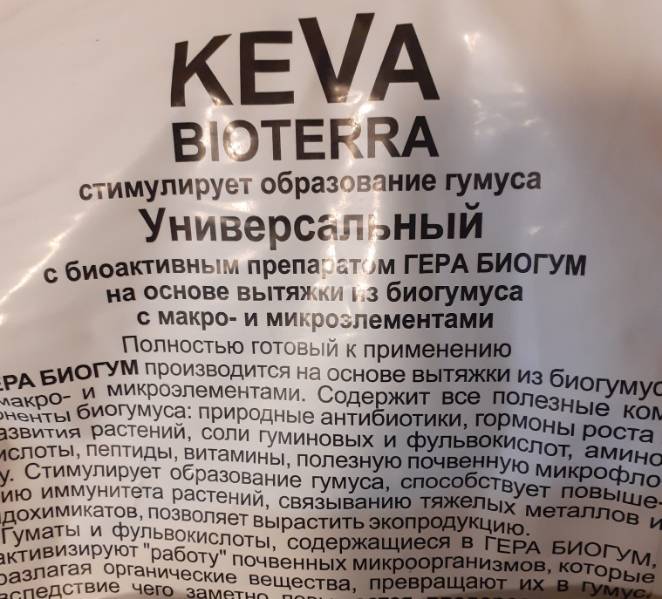 KEVA
BIOTERRA
стимулирует образование гумуса
Универсальный
с биоактивным препаратом ГЕРА БИОГУМ
на основе вытяжки из биогумуса
с макро- и микроэлементами
Полностью готовый к применению
ЕРА БИОГУМ производится на основе вытяжки из биогумус
макро- и микроэлементами. Содержит все полезные ком
оненты биогумуса: природные антибиотики, гормоны роста
азвития растений, соли гуминовых и фульвокислот, амино
ислоты, пептиды, витамины, полезную почвенную микрофло
у. Стимулирует образование гумуса, способствует повыше-
ию иммунитета растений, связыванию тяжелых металлов и
дохимикатов, позволяет вырастить экопродукцию.
Гуматы и фульвокислоты, содержащиеся в ГЕРА БИОГУМ,
активизируют "работу" почвенных микроорганизмов, которые
разлагая органические вещества, превращают их в гумус,
вследствие чего заметно